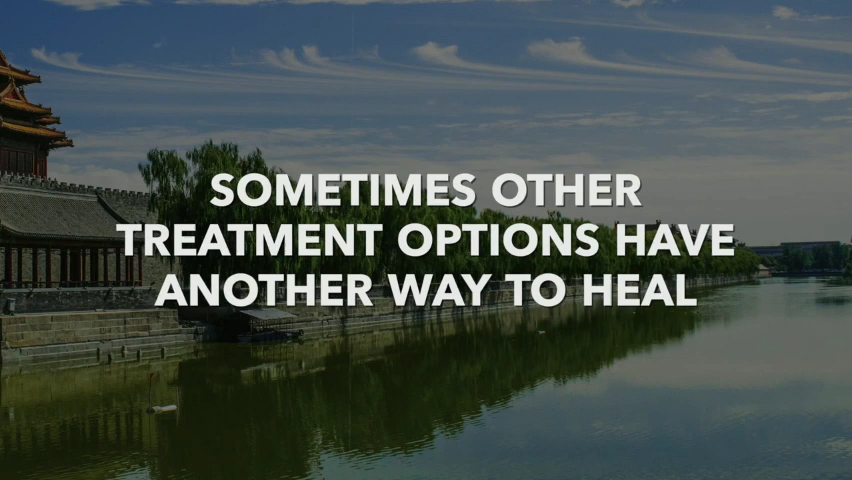 SOMETIMES OTHER
TREATMENT OPTIONS HAVE
ANOTHER WAY TO HEAL